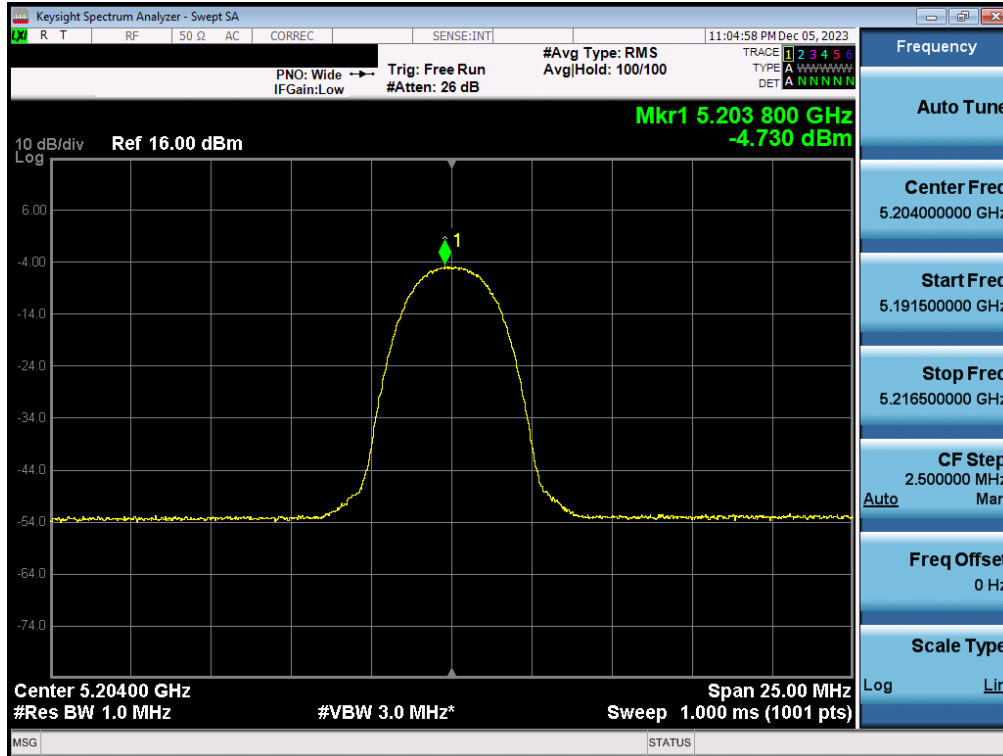 Keysight Spectrum Analyzer - Swept SA
LXI R T RF 50 Ω AC CORREC SENSE:INT 11:04:58 PM Dec 05, 2023
PNO: Wide
IFGain:Low
Trig: Free Run
#Atten: 26 dB
#Avg Type: RMS
Avg|Hold: 100/100
TRACE 1 2 3 4 5 6
TYPE A WWWWW
DET A N N N N N
Mkr1 5.203 800 GHz
-4.730 dBm
10 dB/div Ref 16.00 dBm
Log
6.00
1
-4.00
-14.0
-24.0
-34.0
-44.0
-54.0
-64.0
-74.0
Center 5.20400 GHz Span 25.00 MHz
#Res BW 1.0 MHz #VBW 3.0 MHz* Sweep 1.000 ms (1001 pts)
MSG STATUS
Frequency
Auto Tune
Center Freq
5.204000000 GHz
Start Freq
5.191500000 GHz
Stop Freq
5.216500000 GHz
CF Step
2.500000 MHz
Auto Man
Freq Offset
0 Hz
Scale Type
Log Lin